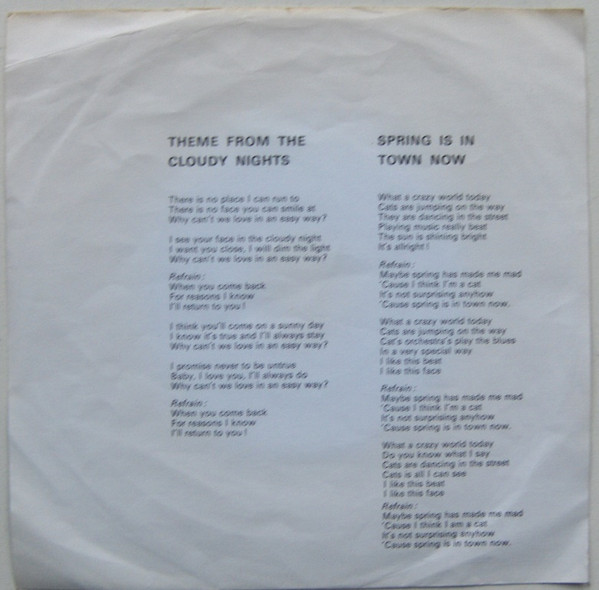 THEME FROM THE
CLOUDY NIGHTS
There is no place I can run to
There is no face you can smile at
Why can't we love in an easy way?
I see your face in the cloudy night
I want you close, I will dim the light
Why can't we love in an easy way?
Refrain:
When you come back
For reasons I know
I'll return to you!
I think you'll come on a sunny day
I know it's true and I'll always stay
Why can't we love in an easy way?
I promise never to be untrue
Baby, I love you, I'll always do
Why can't we love in an easy way?
Refrain:
When you come back
For reasons I know
I'll return to you!
SPRING IS IN
TOWN NOW
What a crazy world today
Cats are jumping on the way
They are dancing in the street
Playing music really beat
The sun is shining bright
It's allright!
Refrain:
Maybe spring has made me mad
'Cause I think I'm a cat
It's not surprising anyhow
'Cause spring is in town now.
What a crazy world today
Cats are jumping on the way
Cat's orchestra's play the blues
In a very special way
I like this beat
I like this face
Refrain:
Maybe spring has made me mad
'Cause I think I'm a cat
It's not surprising anyhow
'Cause spring is in town now.
What a crazy world today
Do you know what I say
Cats are dancing in the street
Cats is all I can see
I like this beat
I like this face
Refrain:
Maybe spring has made me mad
'Cause I think I am a cat
It's not surprising anyhow
'Cause spring is in town now.